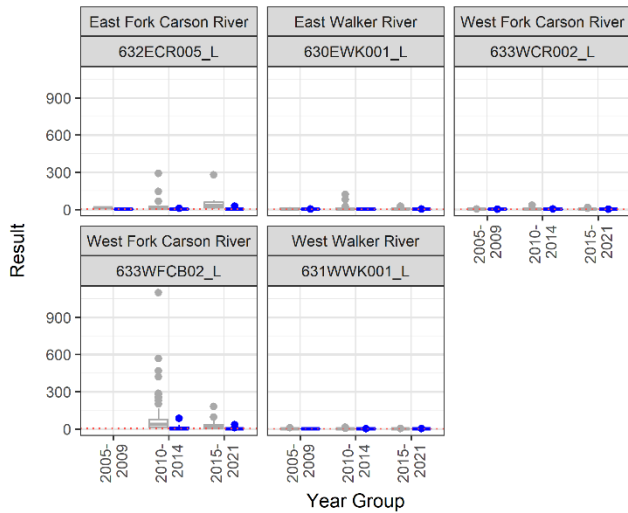 East Fork Carson River
East Walker River
West Fork Carson River
632ECR005_L
630EWK001_L
633WCR002_L
900
600
300
0
Result
2005-
2009
2010-
2014
2015-
2021
West Fork Carson River
West Walker River
633WFCB02_L
631WWK001_L
900
600
300
0
2005-
2009
2010-
2014
2015-
2021
2005-
2009
2010-
2014
2015-
2021
Year Group